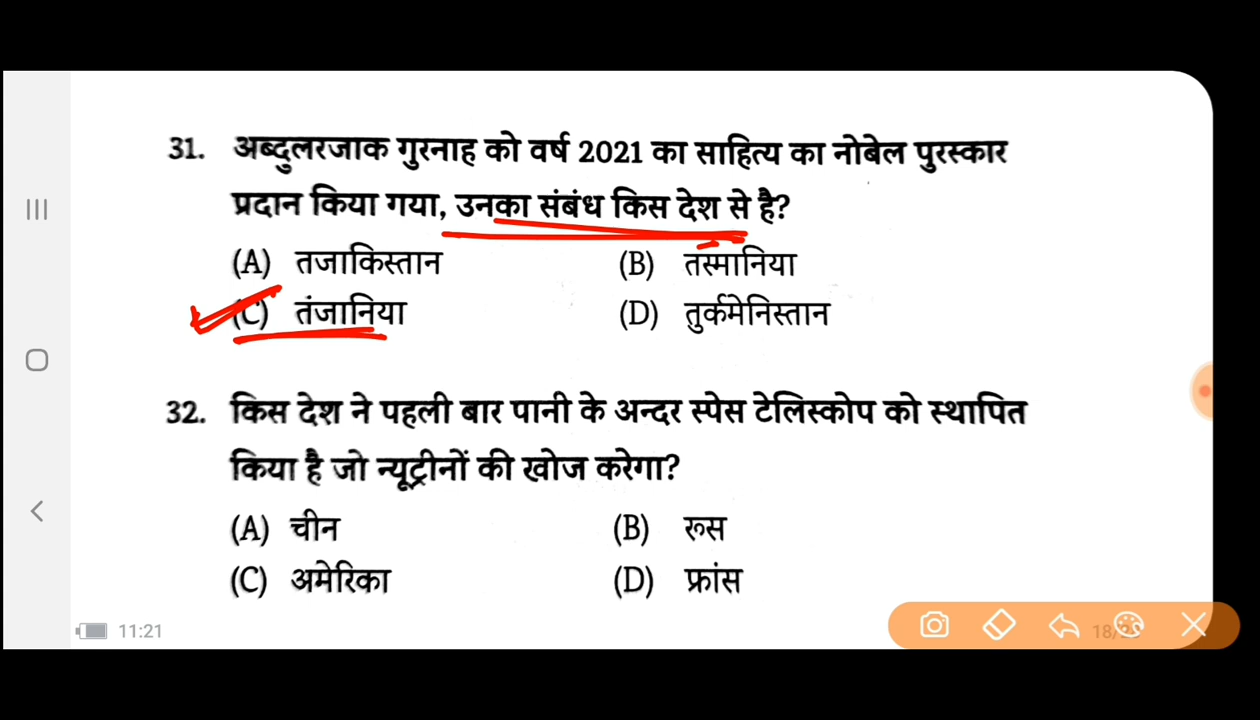 31. अब्दुलरजाक गुरनाह को वर्ष 2021 का साहित्य का नोबेल पुरस्कार
प्रदान किया गया, उनका संबंध किस देश से है?
(A) तजाकिस्तान (B) तस्मानिया
(C) तंजानिया (D) तुर्कमेनिस्तान
32. किस देश ने पहली बार पानी के अन्दर स्पेस टेलिस्कोप को स्थापित
किया है जो न्यूट्रीनों की खोज करेगा?
(A) चीन (B) रूस
(C) अमेरिका (D) फ्रांस
11:21